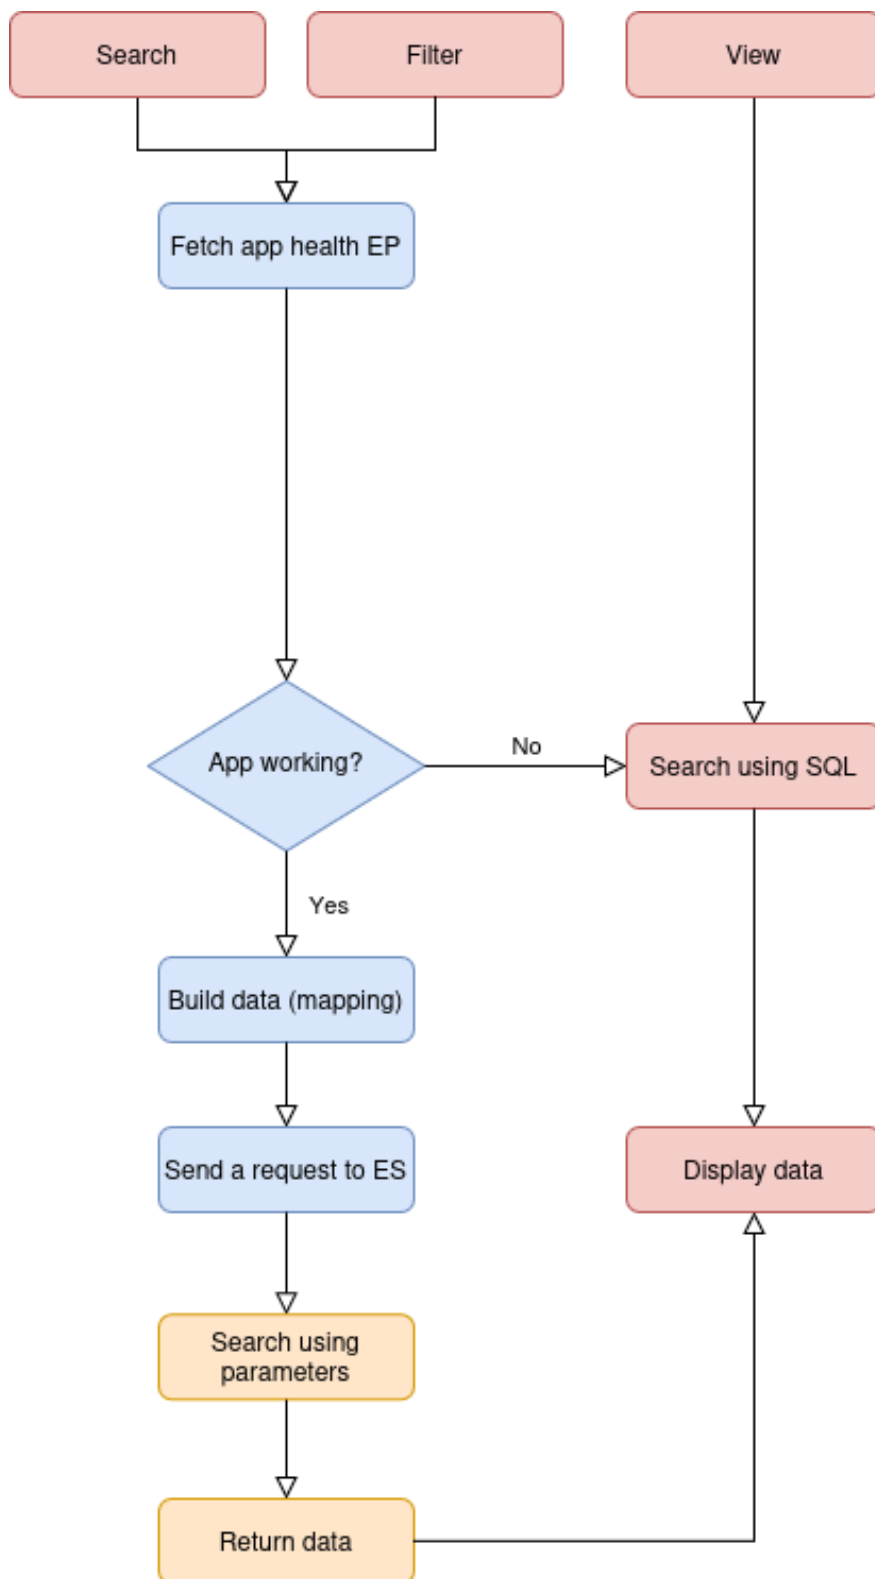 Search
Filter
View
Fetch app health EP
App working?
No
Search using SQL
Yes
Build data (mapping)
Send a request to ES
Display data
Search using
parameters
Return data